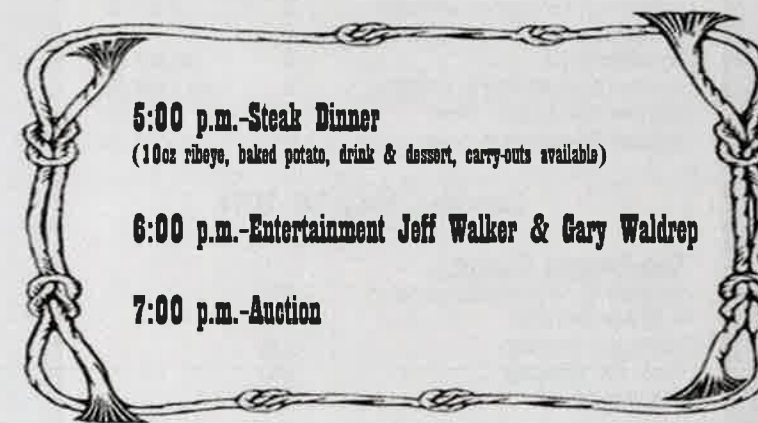 5:00 p.m.-Steak Dinner
(10oz ribeye, baked potato, drink & dessert, carry-outs available)
6:00 p.m.-Entertainment Jeff Walker & Gary Waldrep
7:00 p.m.-Auction